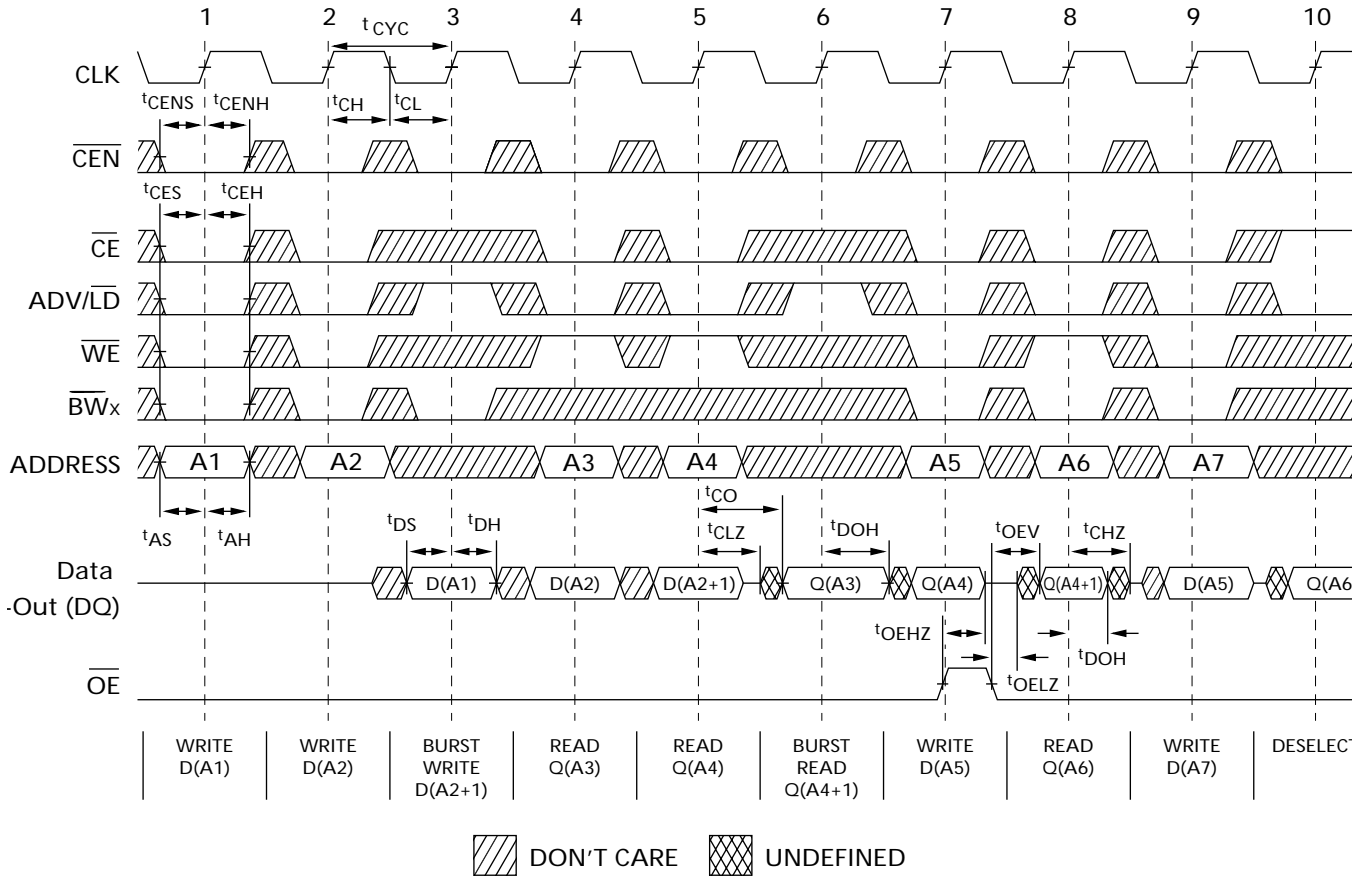 1 2 3 4 5 6 7 8 9 10
t CYC
CLK
tCENS tCENH tCH tCL
CEN
tCES tCEH
CE
ADV/LD
WE
BWx
ADDRESS A1 A2 A3 A4 A5 A6 A7
tCO
tAS tAH tDS tDH tCLZ tDOH tOEV tCHZ
Data
-Out (DQ)
D(A1) D(A2) D(A2+1) Q(A3) Q(A4) Q(A4+1) D(A5) Q(A6
tOEHZ tDOH
tOELZ
OE
WRITE
D(A1)
WRITE
D(A2)
BURST
WRITE
D(A2+1)
READ
Q(A3)
READ
Q(A4)
BURST
READ
Q(A4+1)
WRITE
D(A5)
READ
Q(A6)
WRITE
D(A7)
DESELECT
DON'T CARE UNDEFINED